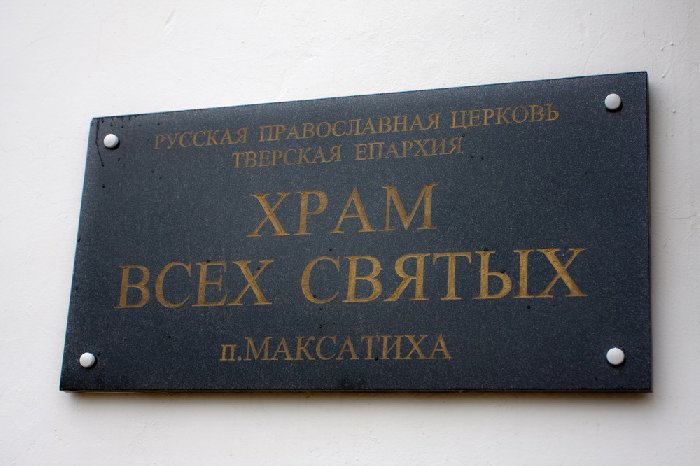 РУССКАЯ ПРАВОСЛАВНАЯ ЦЕРКОВЬ
ТВЕРСКАЯ ЕПАРХИЯ
ХРАМ
ВСЕХ СВЯТЫХ
п.МАКСАТИХА